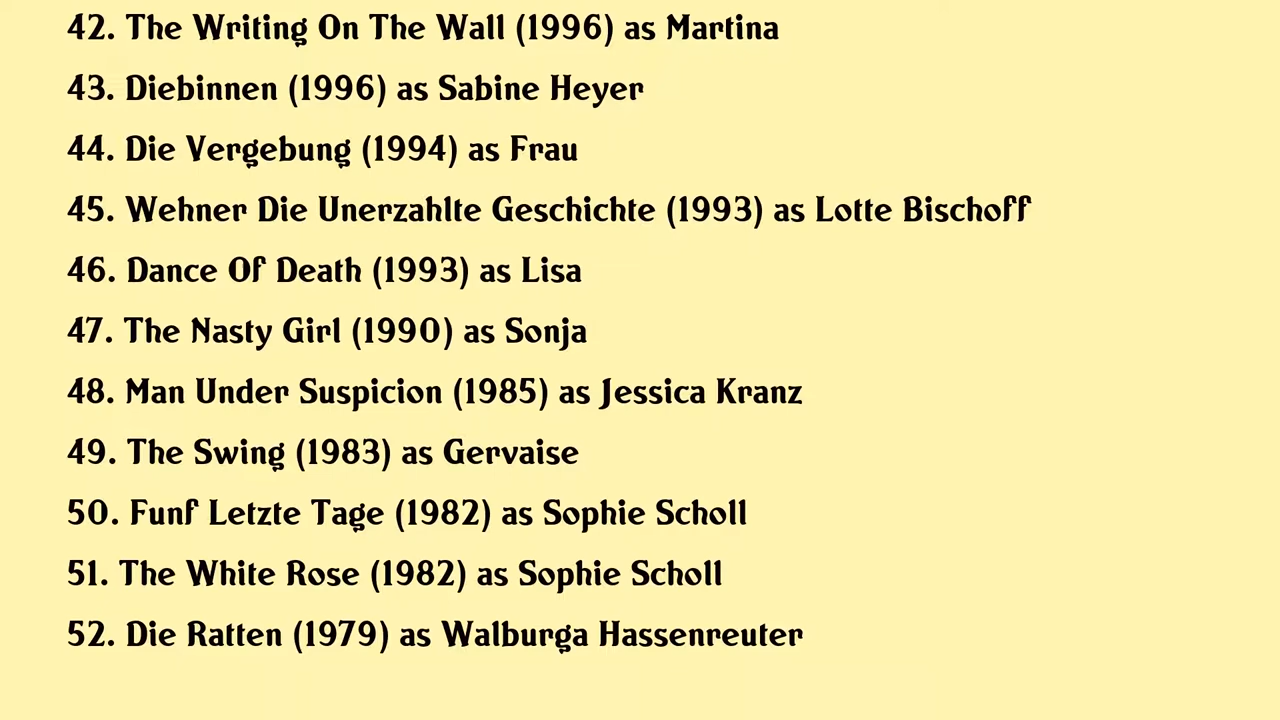 42. The Writing On The Wall (1996) as Martina
43. Diebinnen (1996) as Sabine Heyer
44. Die Vergebung (1994) as Frau
45. Wehner Die Unerzahlte Geschichte (1993) as Lotte Bischoff
46. Dance Of Death (1993) as Lisa
47. The Nasty Girl (1990) as Sonja
48. Man Under Suspicion (1985) as Jessica Kranz
49. The Swing (1983) as Gervaise
50. Funf Letzte Tage (1982) as Sophie Scholl
51. The White Rose (1982) as Sophie Scholl
52. Die Ratten (1979) as Walburga Hassenreuter